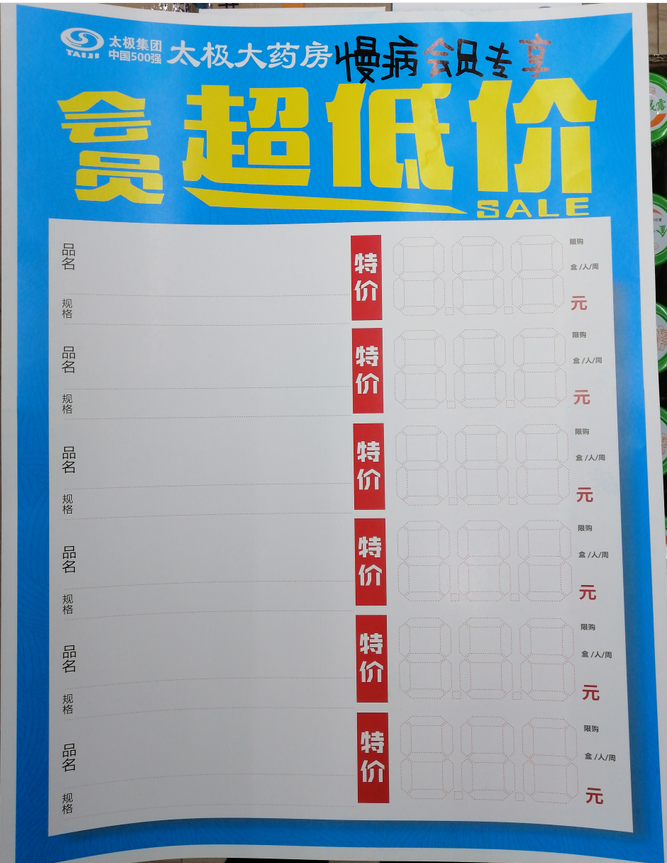 太极集团
中国500强
TAIJI
太极大药房
慢病会员专享
会员
超低价
SALE
品名
特价
限购
盒/人/周
规格
元
品名
特价
限购
盒/人/周
规格
元
品名
特价
限购
盒/人/周
规格
元
品名
特价
限购
盒/人/周
规格
元
品名
特价
限购
盒/人/周
规格
元
品名
特价
限购
盒/人/周
规格
元